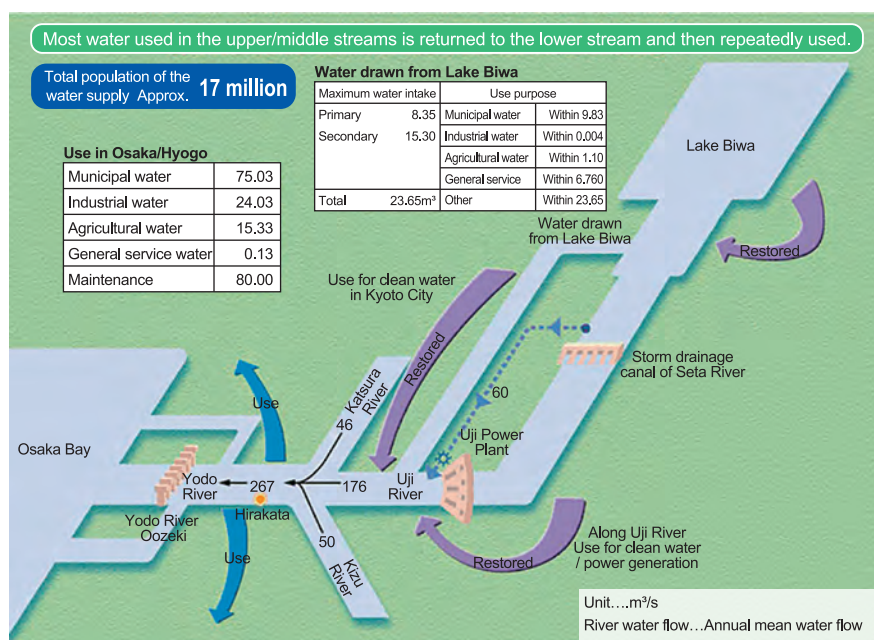 Most water used in the upper/middle streams is returned to the lower stream and then repeatedly used.
Total population of the
water supply Approx. 17 million
Water drawn from Lake Biwa
Maximum water intake Use purpose
Primary 8.35 Municipal water Within 9.83
Secondary 15.30 Industrial water Within 0.004
Agricultural water Within 1.10
General service Within 6.760
Total 23.65m³ Other Within 23.65
Use in Osaka/Hyogo
Municipal water 75.03
Industrial water 24.03
Agricultural water 15.33
General service water 0.13
Maintenance 80.00
Lake Biwa
Restored
Water drawn
from Lake Biwa
Use for clean water
in Kyoto City
Restored
Storm drainage
canal of Seta River
60
Uji Power
Plant
Katsura
River
46
Use
Osaka Bay
Yodo
River
267
176
Uji
River
Hirakata
Yodo River
Oozeki
Use
50
Kizu
River
Restored
Along Uji River
Use for clean water
/ power generation
Unit....m³/s
River water flow...Annual mean water flow